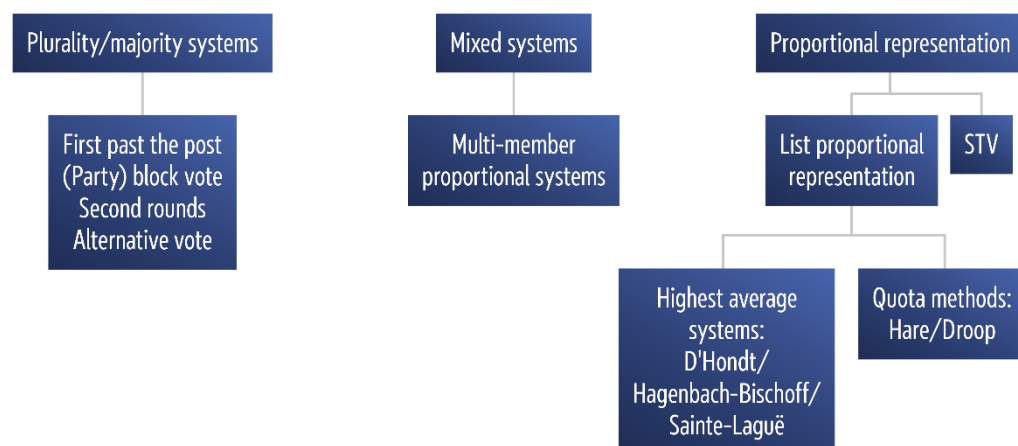 Plurality/majority systems
Mixed systems
Proportional representation
First past the post
(Party) block vote
Second rounds
Alternative vote
Multi-member
proportional systems
List proportional
representation
STV
Highest average
systems:
D'Hondt/
Hagenbach-Bischoff/
Sainte-Laguë
Quota methods:
Hare/Droop